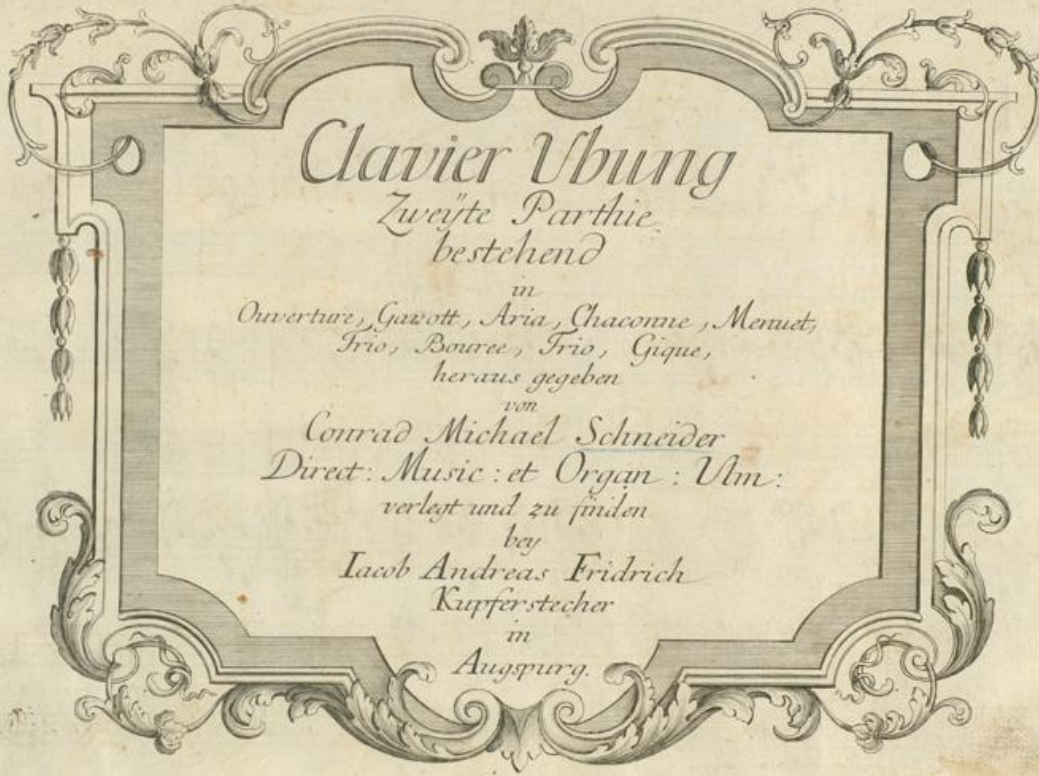 Clavier Ubung
Zweÿte Parthie
bestehend
in
Ouverture, Gavott, Aria, Chaconne, Menuet,
Trio, Bouree, Trio, Gique,
heraus gegeben
von
Conrad Michael Schneider
Direct: Music: et Organ: Ulm:
verlegt und zu finden
bey
Iacob Andreas Fridrich
Kupferstecher
in
Augspurg.